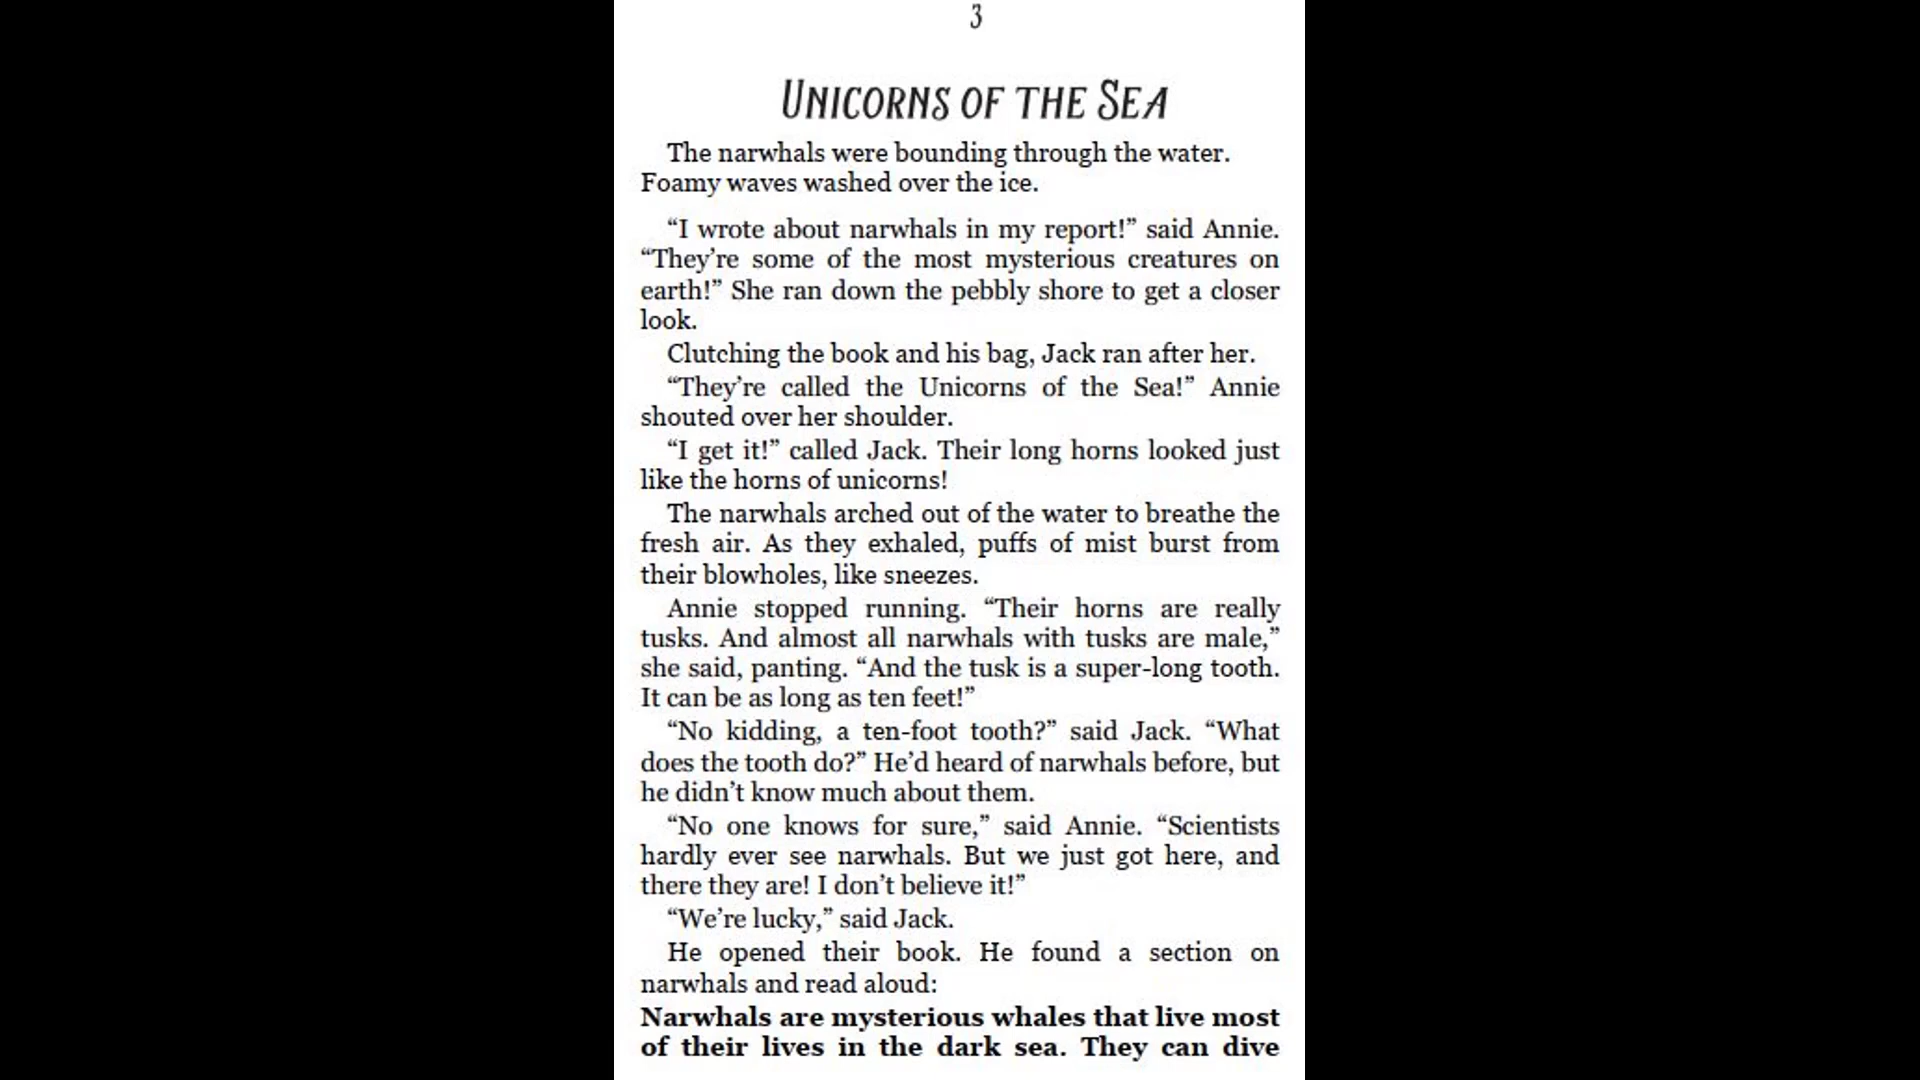 3
UNICORNS OF THE SEA
The narwhals were bounding through the water.
Foamy waves washed over the ice.
“I wrote about narwhals in my report!” said Annie.
“They’re some of the most mysterious creatures on
earth!” She ran down the pebbly shore to get a closer
look.
Clutching the book and his bag, Jack ran after her.
“They’re called the Unicorns of the Sea!” Annie
shouted over her shoulder.
“I get it!” called Jack. Their long horns looked just
like the horns of unicorns!
The narwhals arched out of the water to breathe the
fresh air. As they exhaled, puffs of mist burst from
their blowholes, like sneezes.
Annie stopped running. “Their horns are really
tusks. And almost all narwhals with tusks are male,”
she said, panting. “And the tusk is a super-long tooth.
It can be as long as ten feet!”
“No kidding, a ten-foot tooth?” said Jack. “What
does the tooth do?” He’d heard of narwhals before, but
he didn’t know much about them.
“No one knows for sure,” said Annie. “Scientists
hardly ever see narwhals. But we just got here, and
there they are! I don’t believe it!”
“We’re lucky,” said Jack.
He opened their book. He found a section on
narwhals and read aloud:
Narwhals are mysterious whales that live most
of their lives in the dark sea. They can dive